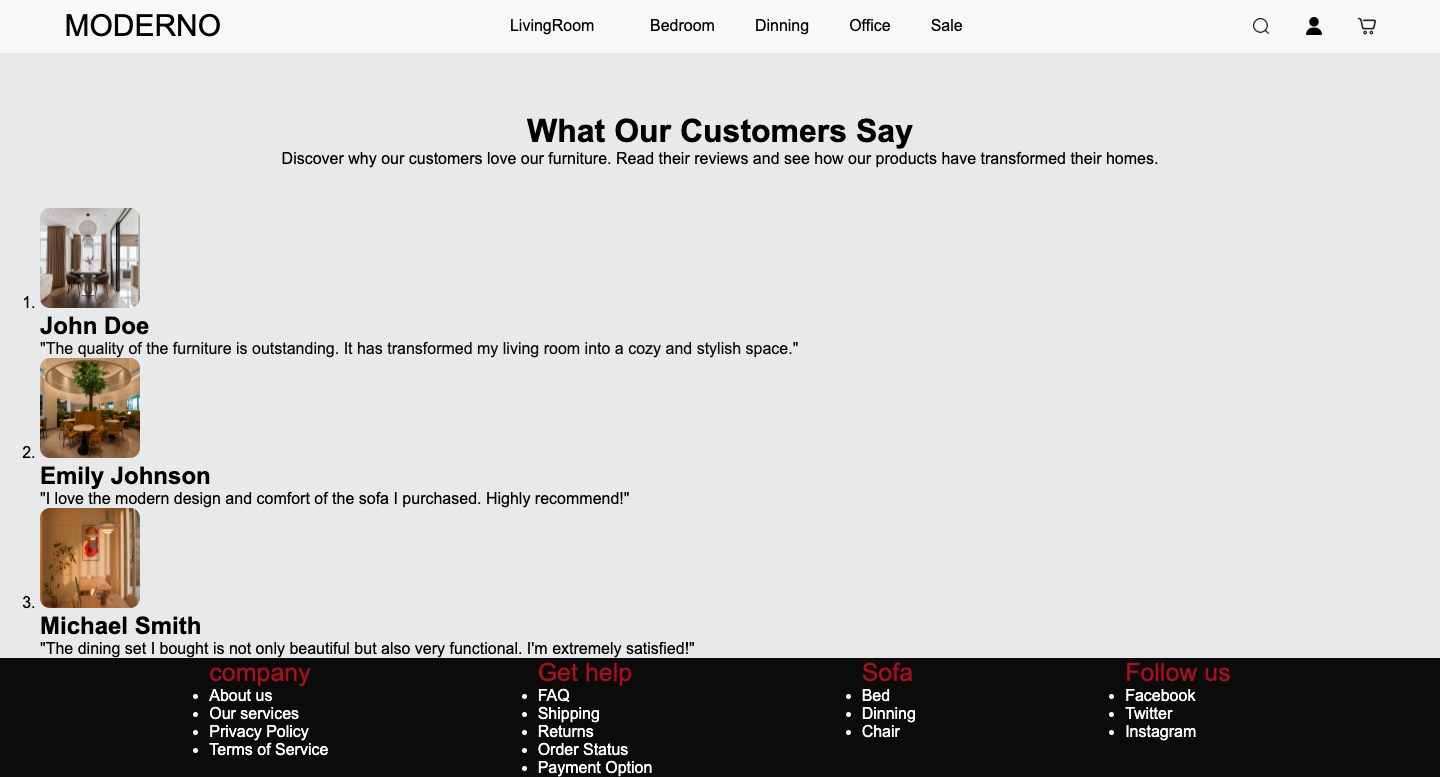 MODERNO
LivingRoom
Bedroom
Dinning
Office
Sale
What Our Customers Say
Discover why our customers love our furniture. Read their reviews and see how our products have transformed their homes.
1.
John Doe
"The quality of the furniture is outstanding. It has transformed my living room into a cozy and stylish space."
2.
Emily Johnson
"I love the modern design and comfort of the sofa I purchased. Highly recommend!"
3.
Michael Smith
"The dining set I bought is not only beautiful but also very functional. I'm extremely satisfied!"
company
• About us
• Our services
• Privacy Policy
• Terms of Service
Get help
• FAQ
• Shipping
• Returns
• Order Status
• Payment Option
Sofa
• Bed
• Dinning
• Chair
Follow us
• Facebook
• Twitter
• Instagram